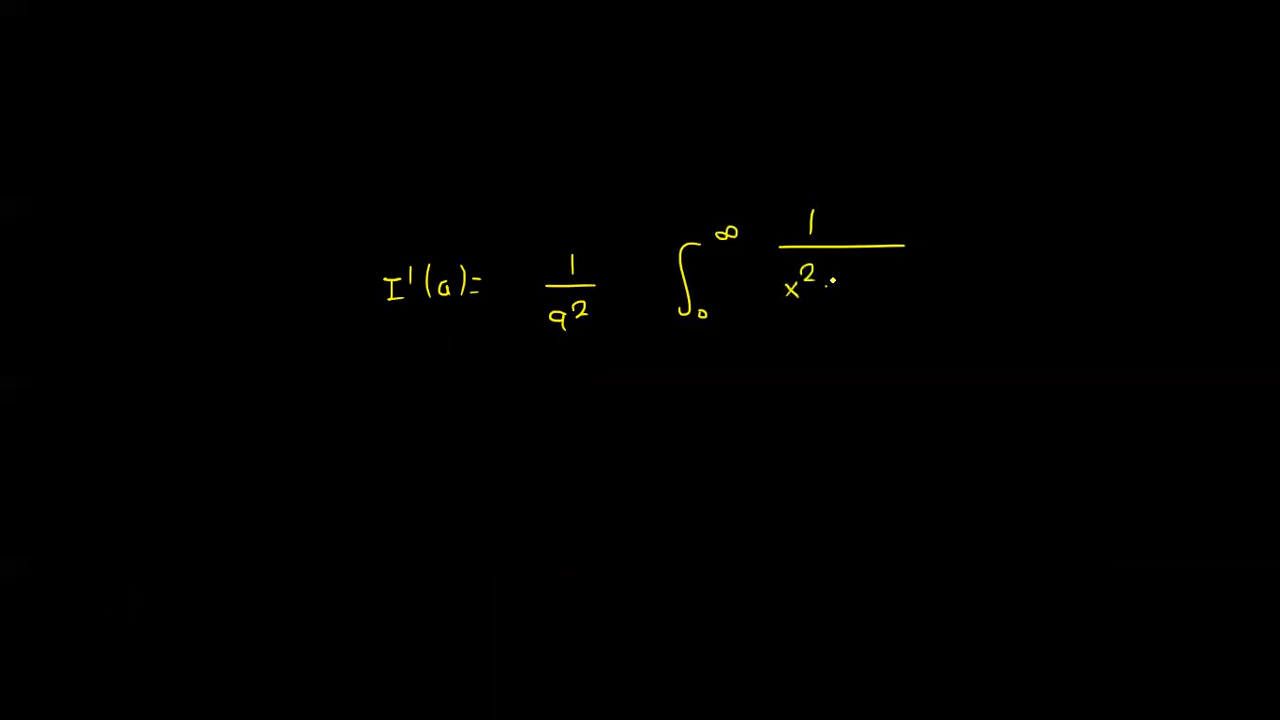 I'(a)= 1/a² ∫₀^∞ 1/x² ·